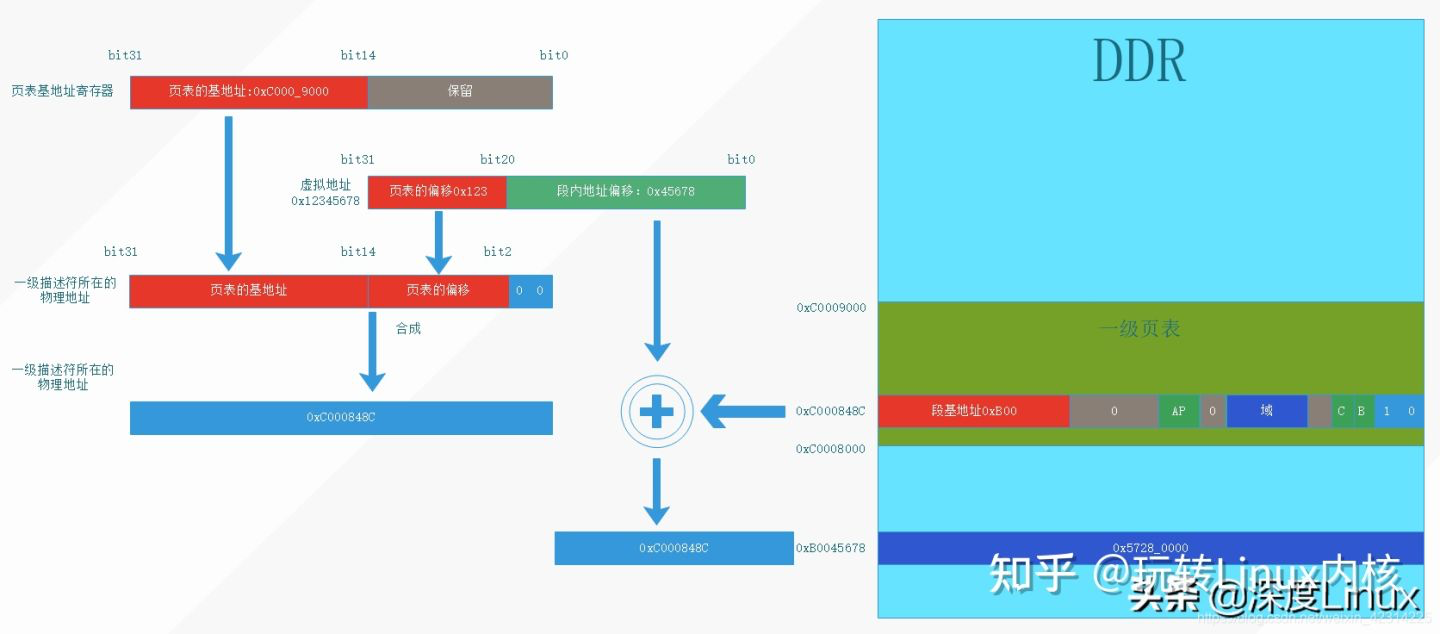 bit31 bit14 bit0
页表基地址寄存器
页表的基地址:0xC000_9000
保留
bit31 bit20 bit0
虚拟地址
0x12345678
页表的偏移0x123
段内地址偏移：0x45678
bit31 bit14 bit2
一级描述符所在的
物理地址
页表的基地址
页表的偏移
0 0
合成
一级描述符所在的
物理地址
0xC000848C
0xC000848C
DDR
0xC0009000
一级页表
0xC000848C
段基地址0xB00
0
AP
0
域
C
B
1 0
0xC0008000
0xB0045678
0x5728_0000
知乎 @玩转Linux内核
头条 @深度Linux